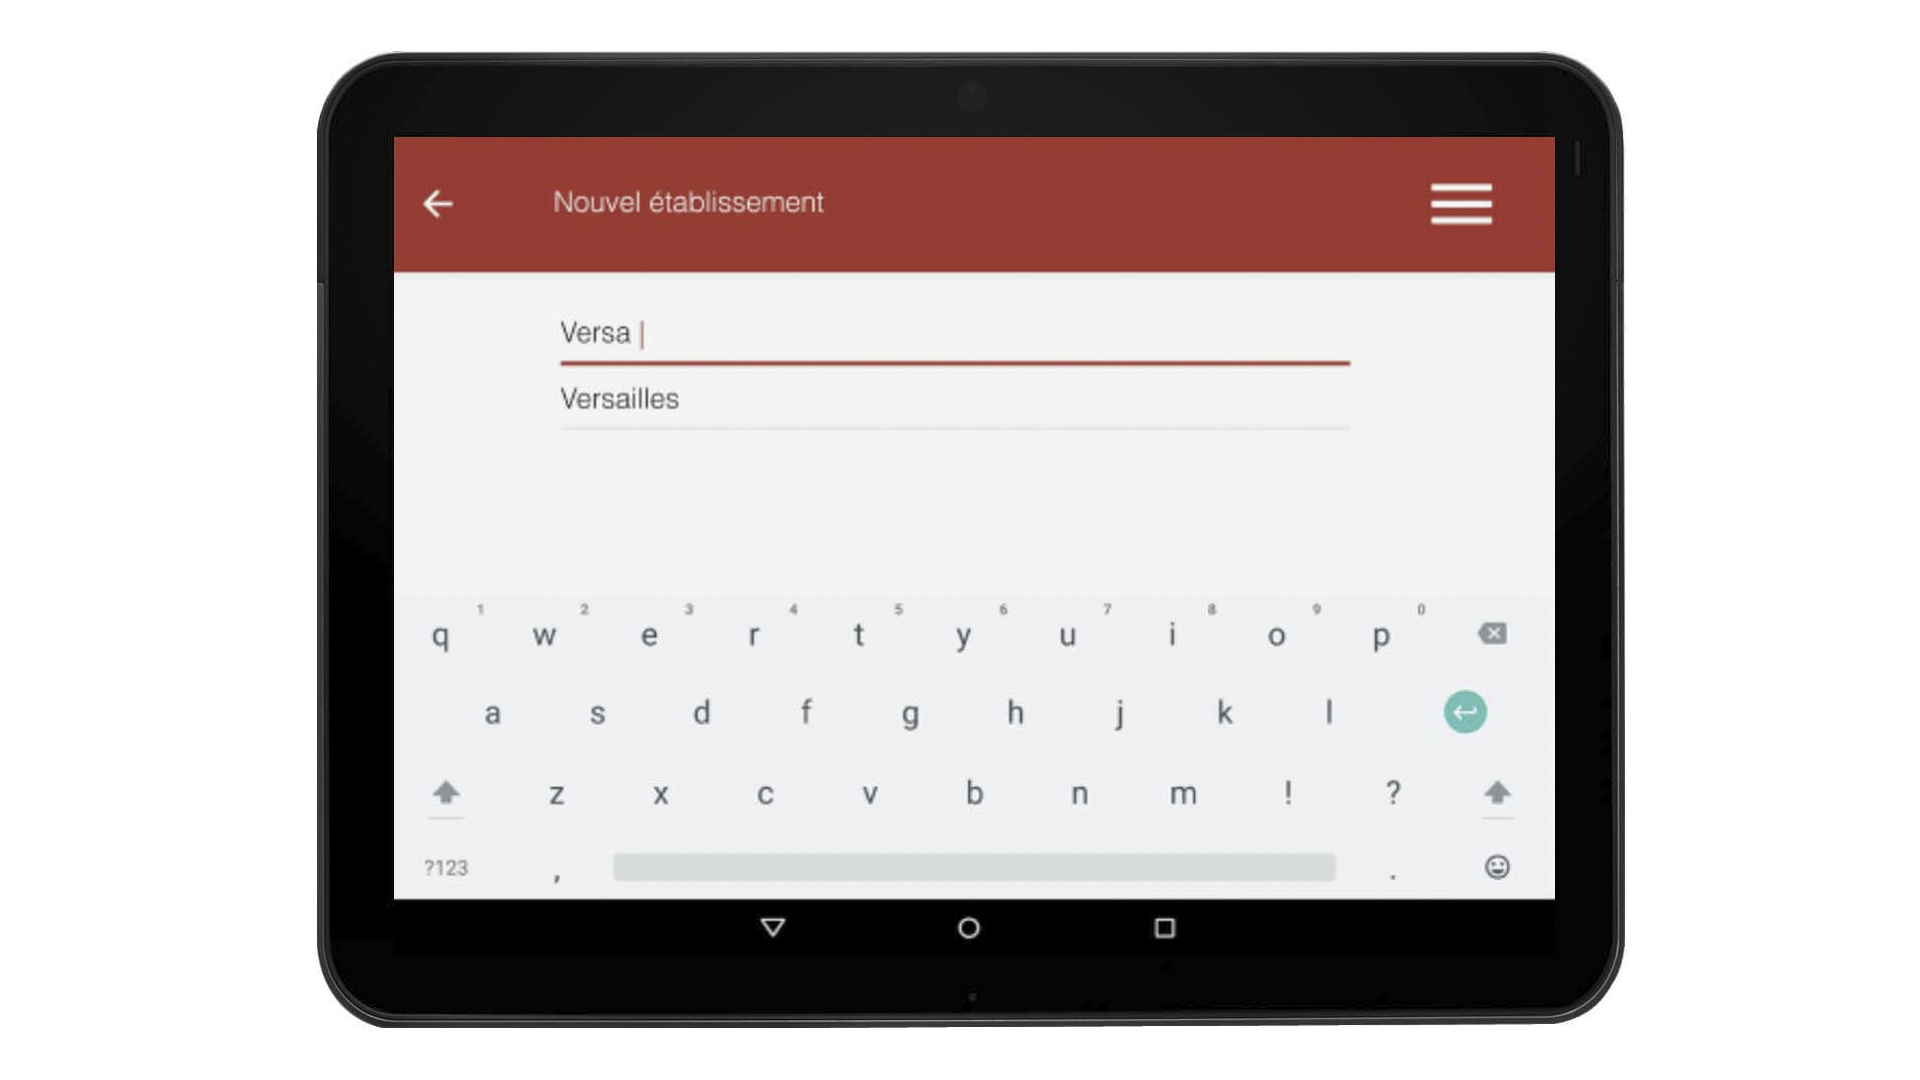 Nouvel établissement
Versa
Versailles
1 2 3 4 5 6 7 8 9 0
q w e r t y u i o p
a s d f g h j k l
z x c v b n m ! ?
?123 , .